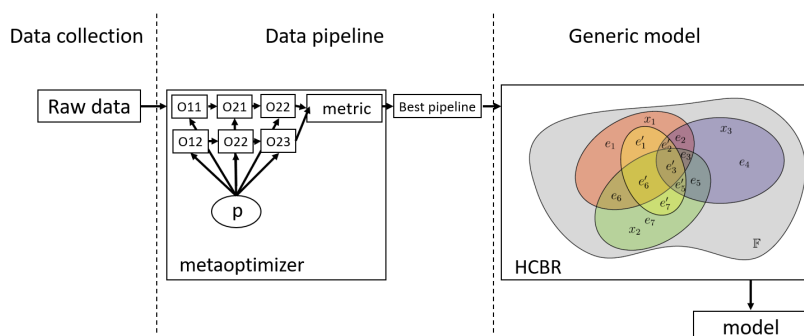 Data collection
Data pipeline
Generic model
Raw data
O11
O21
O22
metric
Best pipeline
O12
O22
O23
p
metaoptimizer
x₁
e₁
e′₁
e′₂
e₂
e₃
x₃
e₄
e′₃
e′₆
e′₅
e₅
e₆
e′₇
e₇
x₂
𝔽
HCBR
model